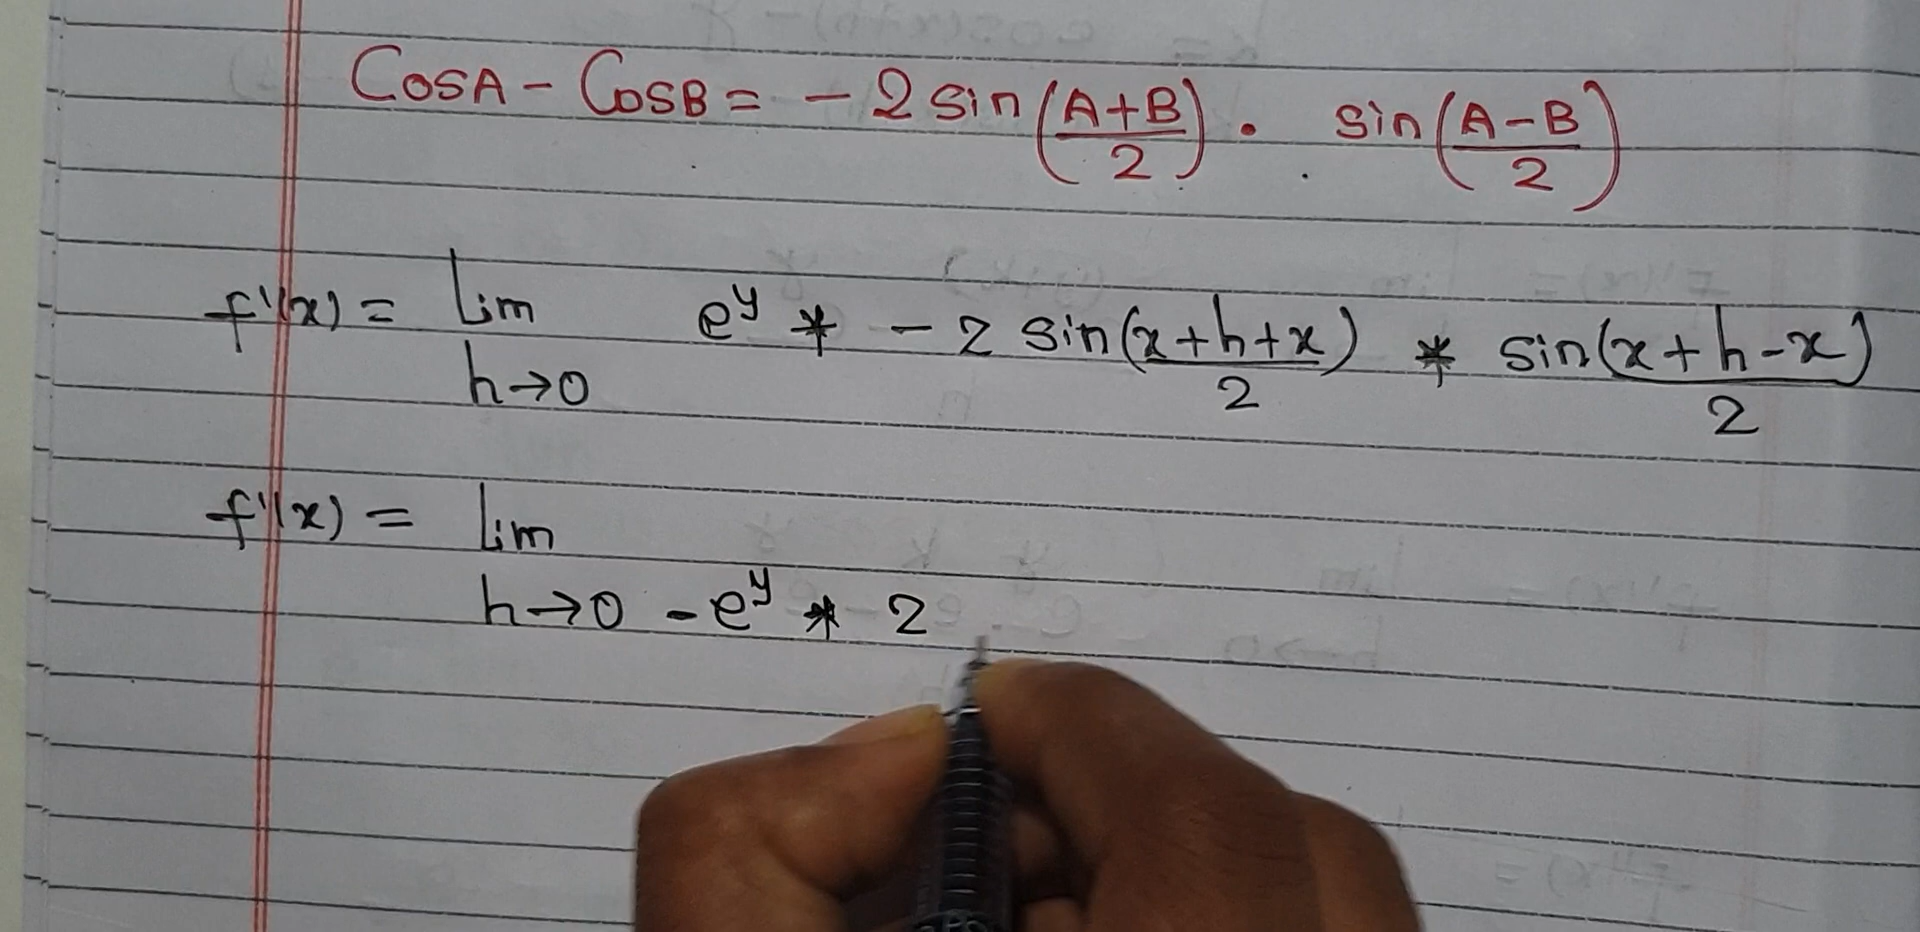 CosA - CosB = - 2 sin (A+B/2) . sin (A-B/2)
f'(x) = Lim h→0 e^y * - 2 sin(x+h+x)/2 * sin(x+h-x)/2
f'(x) = Lim h→0 - e^y * 2